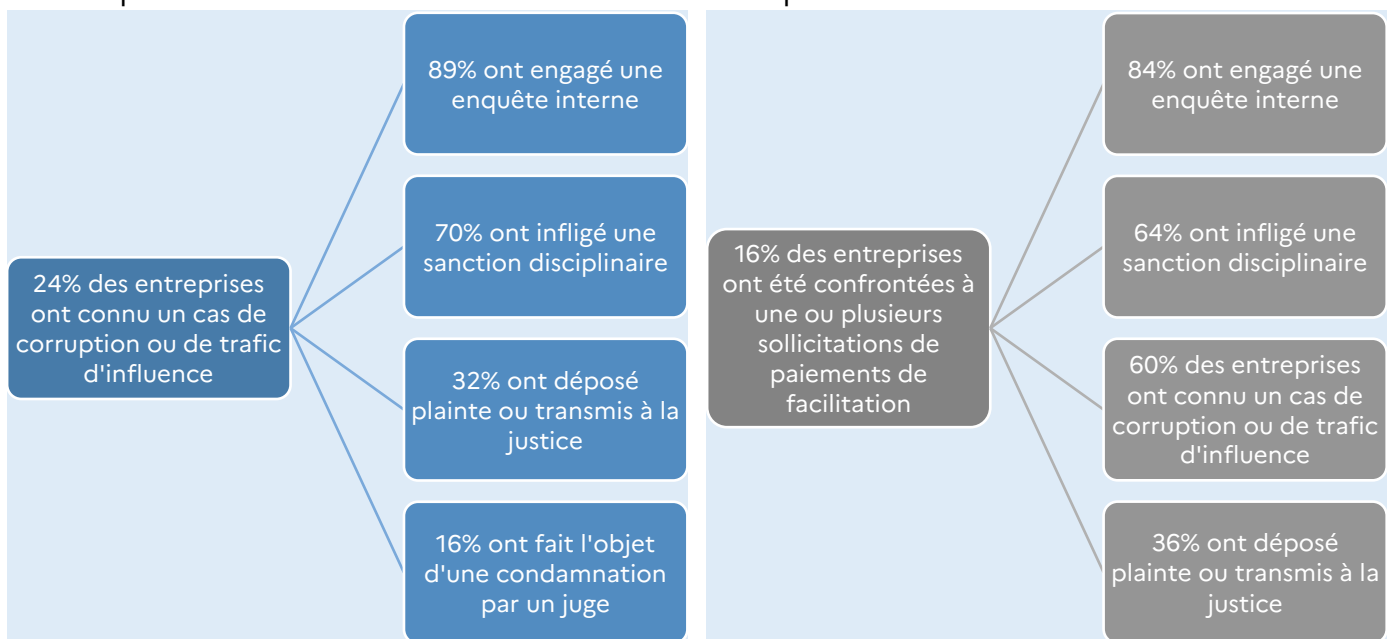 24% des entreprises
ont connu un cas de
corruption ou de trafic
d'influence
89% ont engagé une
enquête interne
70% ont infligé une
sanction disciplinaire
32% ont déposé
plainte ou transmis à la
justice
16% ont fait l'objet
d'une condamnation
par un juge
16% des entreprises
ont été confrontées à
une ou plusieurs
sollicitations de
paiements de
facilitation
84% ont engagé une
enquête interne
64% ont infligé une
sanction disciplinaire
60% des entreprises
ont connu un cas de
corruption ou de trafic
d'influence
36% ont déposé
plainte ou transmis à la
justice